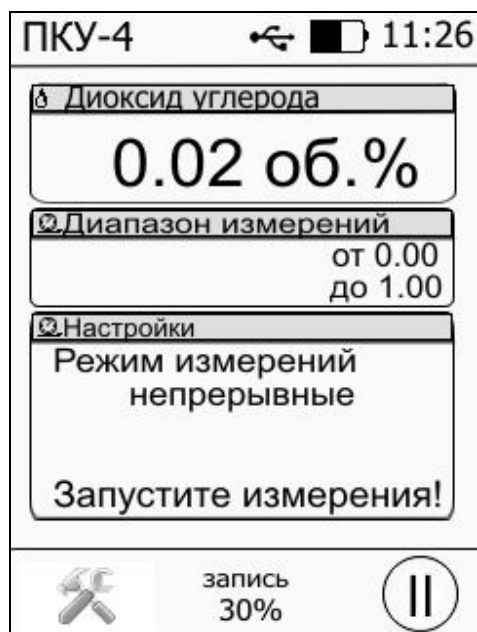 ПКУ-4 11:26
Диоксид углерода
0.02 об.%
Диапазон измерений
от 0.00
до 1.00
Настройки
Режим измерений
непрерывные
Запустите измерения!
запись
30%